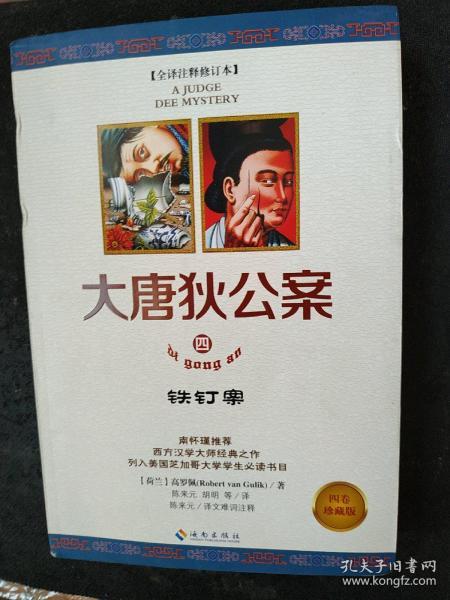 【全译注释修订本】
A JUDGE
DEE MYSTERY
大唐狄公案
四
di gong an
铁钉案
南怀瑾推荐
西方汉学大师经典之作
列入美国芝加哥大学学生必读书目
【荷兰】高罗佩(Robert van Gulik)／著
陈来元 胡明 等／译
陈来元／译文难词注释
四卷
珍藏版
海南出版社
孔夫子旧书网
www.kongfz.com